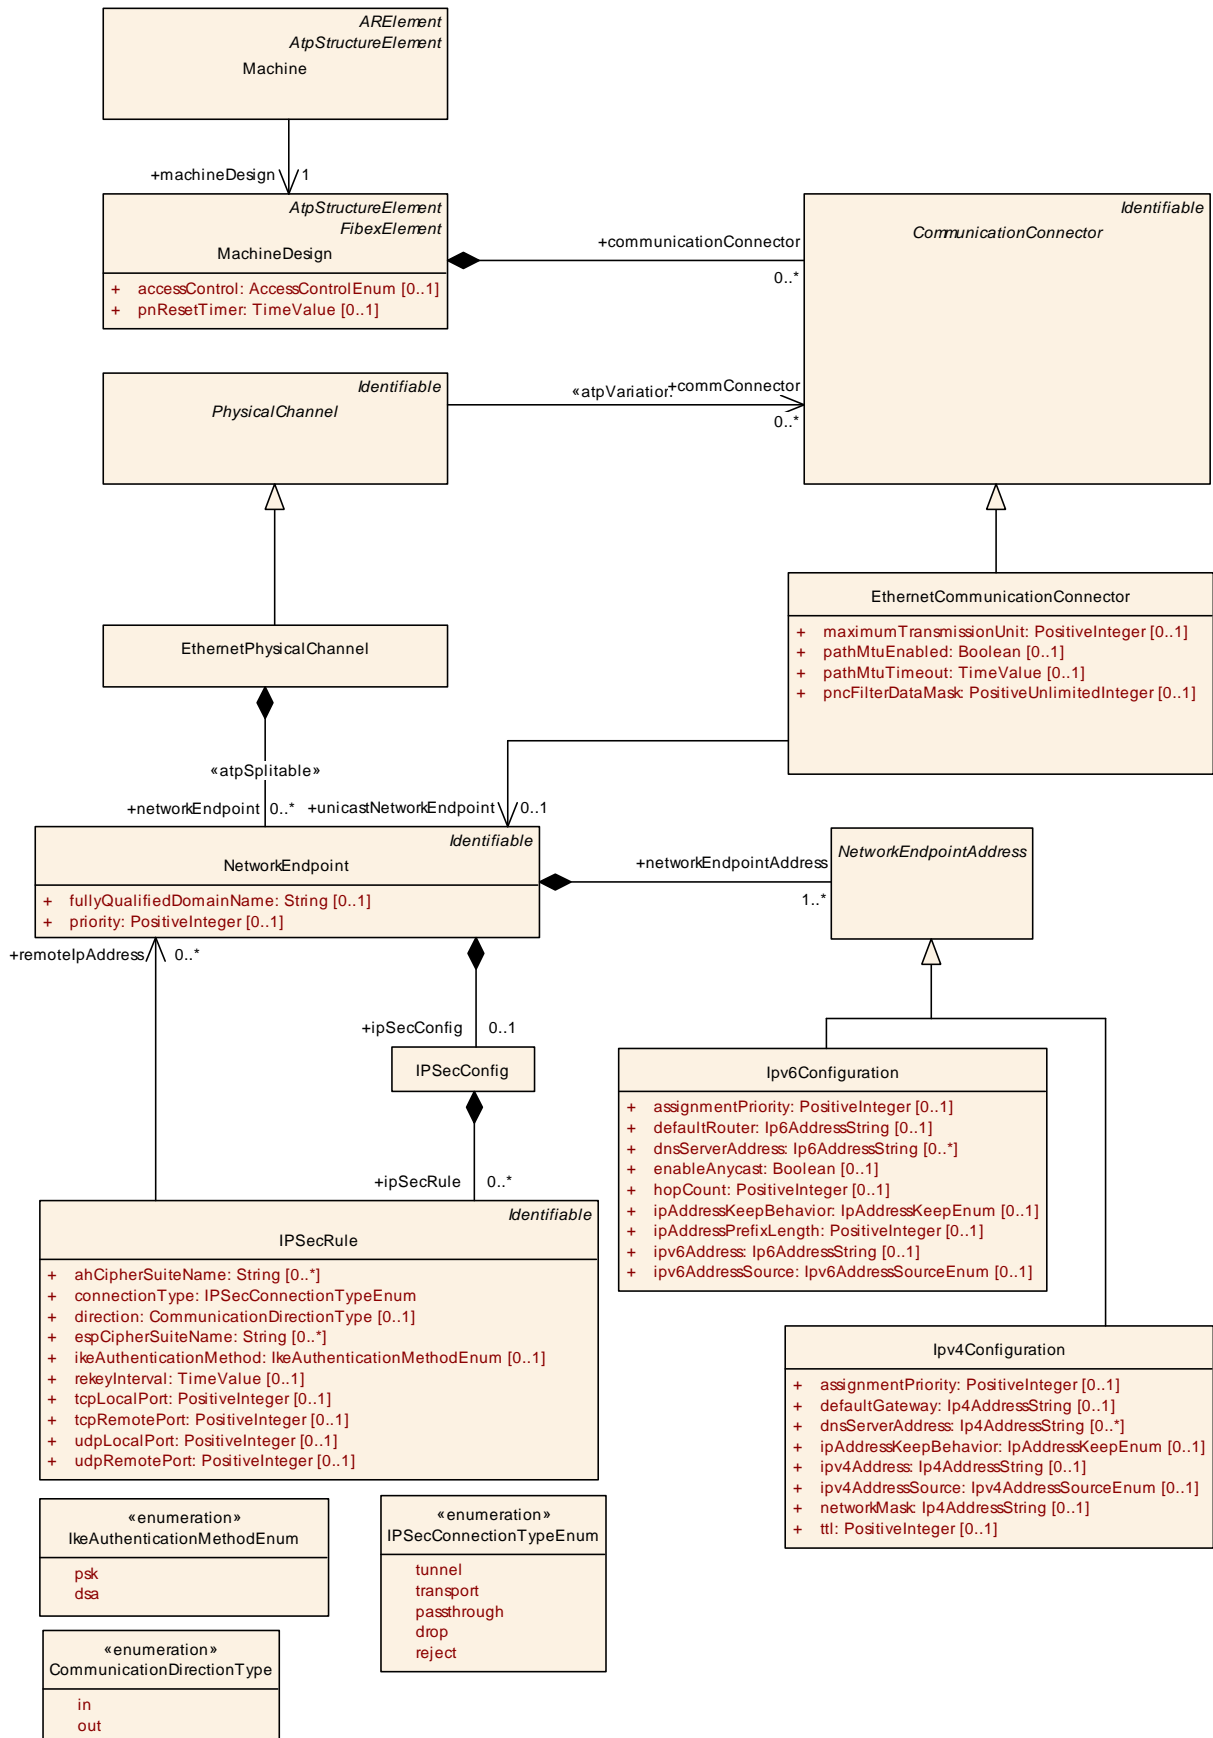 ARElement
AtpStructureElement
Machine
+machineDesign
1
AtpStructureElement
FibexElement
MachineDesign
+ accessControl: AccessControlEnum [0..1]
+ pnResetTimer: TimeValue [0..1]
+communicationConnector
0..*
Identifiable
CommunicationConnector
Identifiable
PhysicalChannel
«atpVariation
+commConnector
0..*
EthernetCommunicationConnector
+ maximumTransmissionUnit: PositiveInteger [0..1]
+ pathMtuEnabled: Boolean [0..1]
+ pathMtuTimeout: TimeValue [0..1]
+ pncFilterDataMask: PositiveUnlimitedInteger [0..1]
EthernetPhysicalChannel
«atpSplitable»
+networkEndpoint 0..*
+unicastNetworkEndpoint 0..1
Identifiable
NetworkEndpoint
+ fullyQualifiedDomainName: String [0..1]
+ priority: PositiveInteger [0..1]
+networkEndpointAddress
1..*
NetworkEndpointAddress
+remoteIpAddress 0..*
+ipSecConfig 0..1
IPSecConfig
+ipSecRule 0..*
Ipv6Configuration
+ assignmentPriority: PositiveInteger [0..1]
+ defaultRouter: Ip6AddressString [0..1]
+ dnsServerAddress: Ip6AddressString [0..*]
+ enableAnycast: Boolean [0..1]
+ hopCount: PositiveInteger [0..1]
+ ipAddressKeepBehavior: IpAddressKeepEnum [0..1]
+ ipAddressPrefixLength: PositiveInteger [0..1]
+ ipv6Address: Ip6AddressString [0..1]
+ ipv6AddressSource: Ipv6AddressSourceEnum [0..1]
Identifiable
IPSecRule
+ ahCipherSuiteName: String [0..*]
+ connectionType: IPSecConnectionTypeEnum
+ direction: CommunicationDirectionType [0..1]
+ espCipherSuiteName: String [0..*]
+ ikeAuthenticationMethod: IkeAuthenticationMethodEnum [0..1]
+ rekeyInterval: TimeValue [0..1]
+ tcpLocalPort: PositiveInteger [0..1]
+ tcpRemotePort: PositiveInteger [0..1]
+ udpLocalPort: PositiveInteger [0..1]
+ udpRemotePort: PositiveInteger [0..1]
Ipv4Configuration
+ assignmentPriority: PositiveInteger [0..1]
+ defaultGateway: Ip4AddressString [0..1]
+ dnsServerAddress: Ip4AddressString [0..*]
+ ipAddressKeepBehavior: IpAddressKeepEnum [0..1]
+ ipv4Address: Ip4AddressString [0..1]
+ ipv4AddressSource: Ipv4AddressSourceEnum [0..1]
+ networkMask: Ip4AddressString [0..1]
+ ttl: PositiveInteger [0..1]
«enumeration»
IkeAuthenticationMethodEnum
psk
dsa
«enumeration»
IPSecConnectionTypeEnum
tunnel
transport
passthrough
drop
reject
«enumeration»
CommunicationDirectionType
in
out